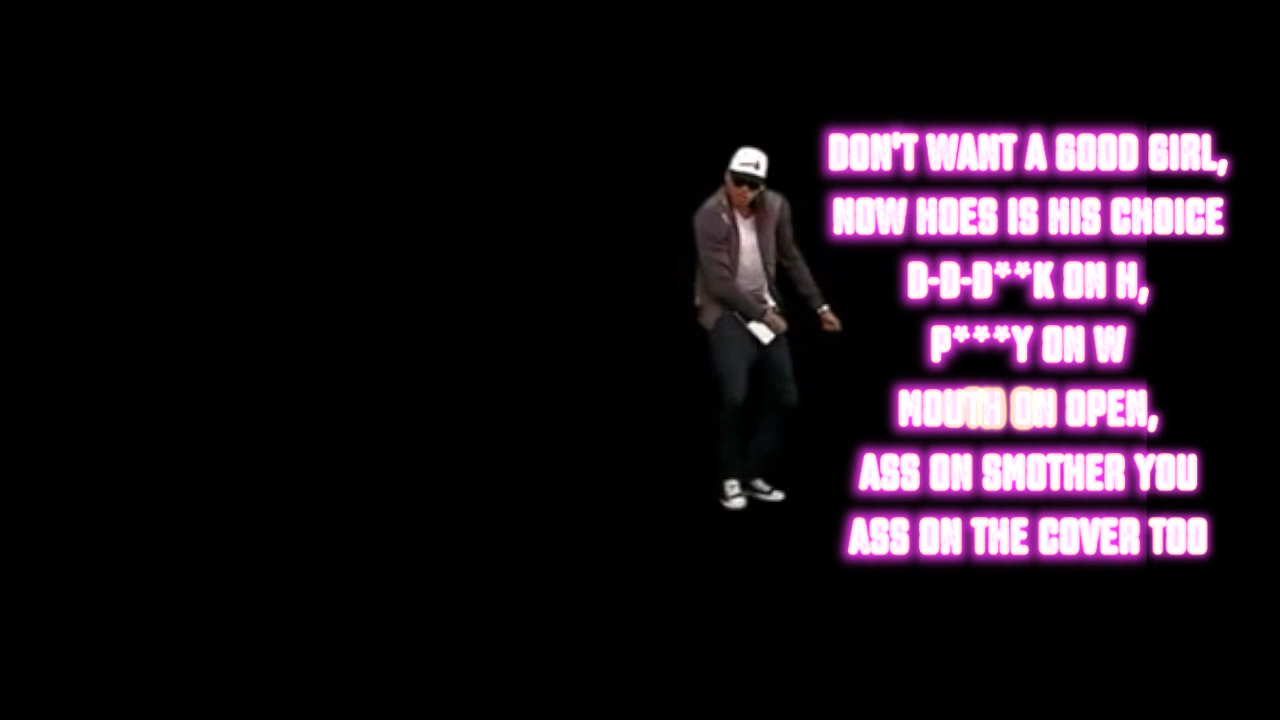 DON'T WANT A GOOD GIRL,
NOW HOES IS HIS CHOICE
D-D-D**K ON H,
P***Y ON W
MOUTH ON OPEN,
ASS ON SMOTHER YOU
ASS ON THE COVER TOO